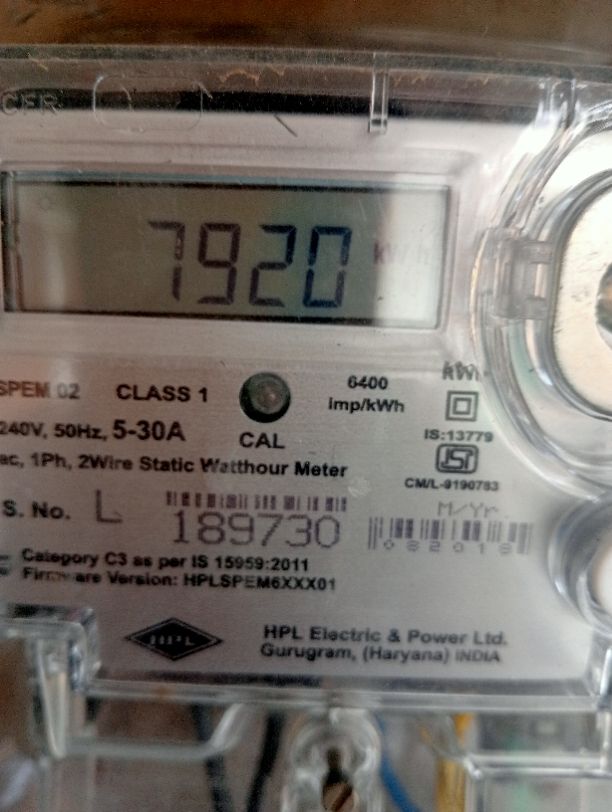 CFR
7920 kWh
SPEM 02 CLASS 1
6400
imp/kWh
240V, 50Hz, 5-30A
CAL
IS:13779
ac, 1Ph, 2Wire Static Watthour Meter
CM/L-9190783
S. No. L 189730
M/Yr.
082018
Category C3 as per IS 15959:2011
Firmware Version: HPLSPEM6XXX01
HPL
HPL Electric & Power Ltd.
Gurugram, (Haryana) INDIA